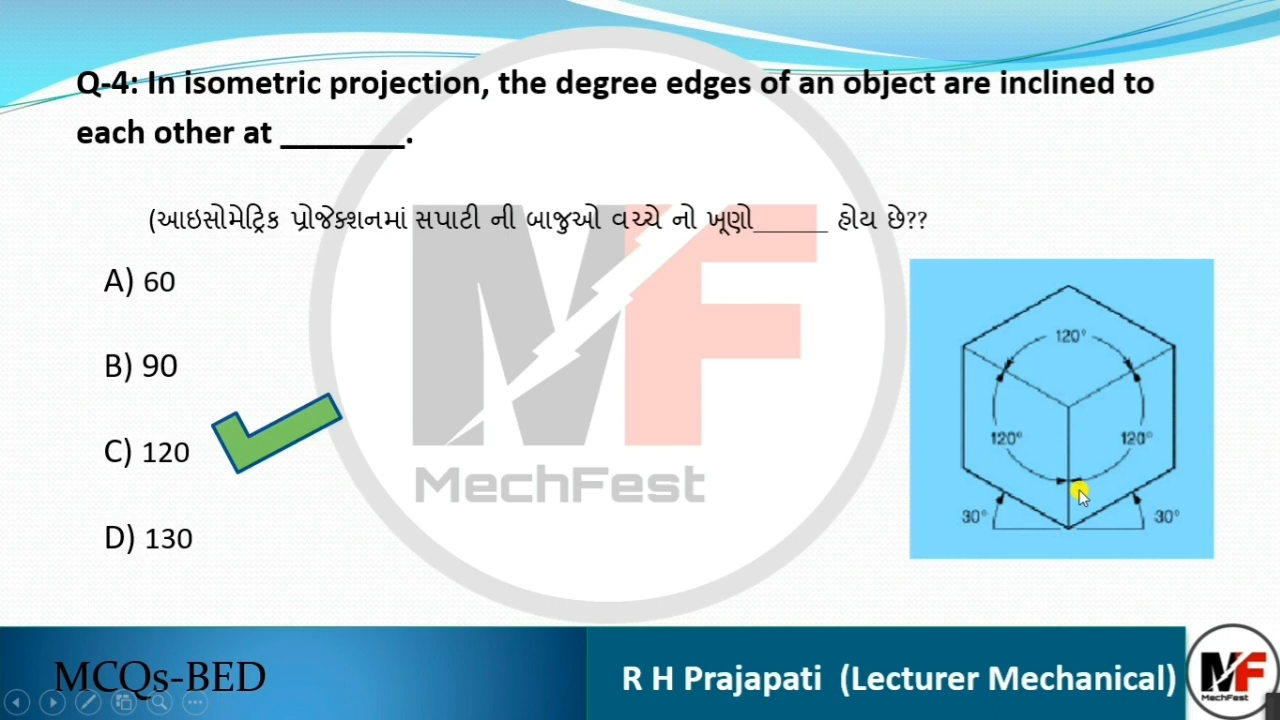 Q-4: In isometric projection, the degree edges of an object are inclined to
each other at ________.
(આઇસોમેટ્રિક પ્રોજેક્શનમાં સપાટી ની બાજુઓ વચ્ચે નો ખૂણો______ હોય છે??
A) 60
B) 90
C) 120
D) 130
120°
120°
120°
30°
30°
MF
MechFest
MCQs-BED
R H Prajapati (Lecturer Mechanical)
MF
MechFest